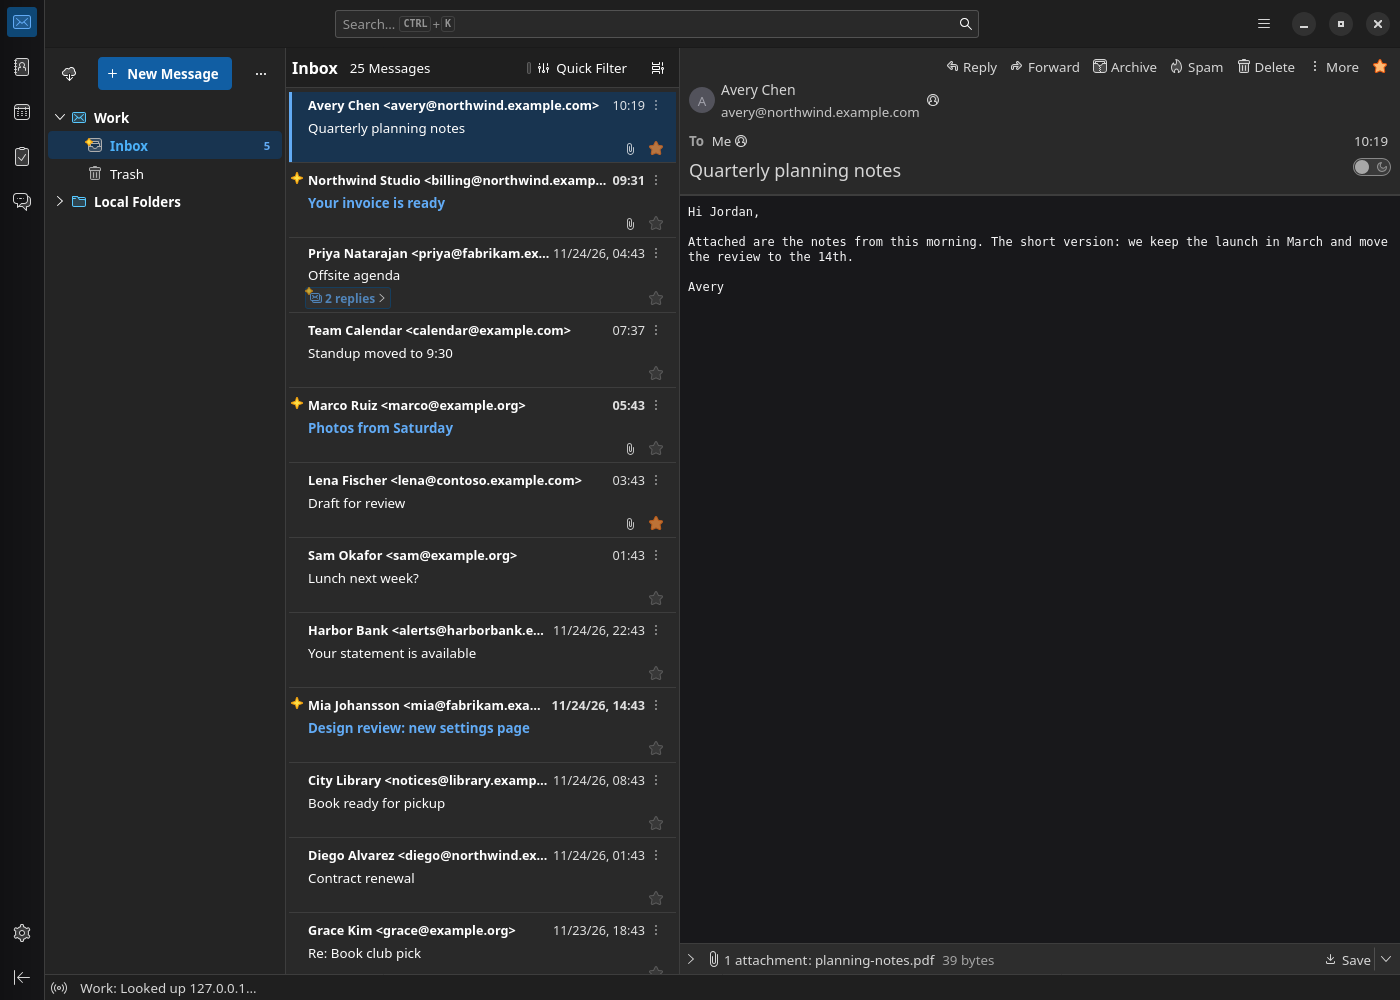 Search... CTRL + K
New Message
Work
Inbox 5
Trash
Local Folders
Inbox 25 Messages Quick Filter
Avery Chen <avery@northwind.example.com> 10:19
Quarterly planning notes
Northwind Studio <billing@northwind.examp... 09:31
Your invoice is ready
Priya Natarajan <priya@fabrikam.ex... 11/24/26, 04:43
Offsite agenda
2 replies
Team Calendar <calendar@example.com> 07:37
Standup moved to 9:30
Marco Ruiz <marco@example.org> 05:43
Photos from Saturday
Lena Fischer <lena@contoso.example.com> 03:43
Draft for review
Sam Okafor <sam@example.org> 01:43
Lunch next week?
Harbor Bank <alerts@harborbank.e... 11/24/26, 22:43
Your statement is available
Mia Johansson <mia@fabrikam.exa... 11/24/26, 14:43
Design review: new settings page
City Library <notices@library.examp... 11/24/26, 08:43
Book ready for pickup
Diego Alvarez <diego@northwind.ex... 11/24/26, 01:43
Contract renewal
Grace Kim <grace@example.org> 11/23/26, 18:43
Re: Book club pick
Reply Forward Archive Spam Delete More
A
Avery Chen
avery@northwind.example.com
To Me 10:19
Quarterly planning notes
Hi Jordan,
Attached are the notes from this morning. The short version: we keep the launch in March and move
the review to the 14th.
Avery
1 attachment: planning-notes.pdf 39 bytes Save
Work: Looked up 127.0.0.1...